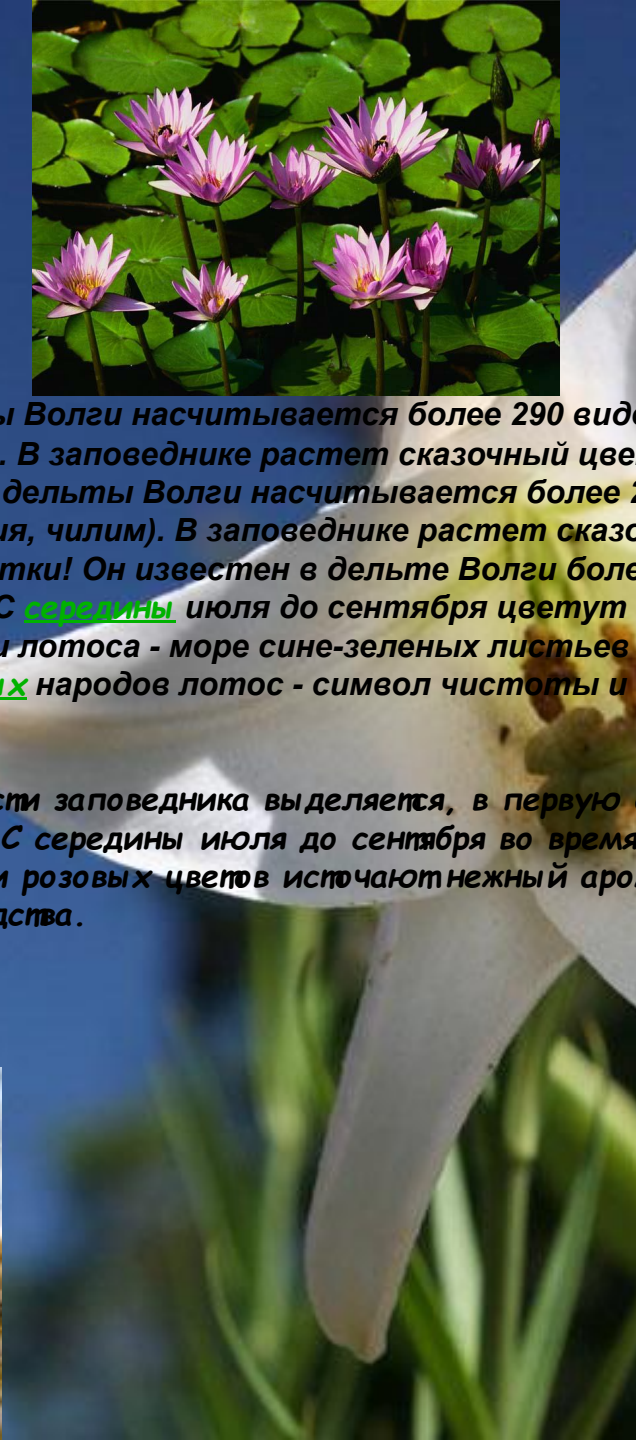 ы Волги насчитывается более 290 вид
. В заповеднике растет сказочный цве
дельты Волги насчитывается более 2
ия, чилим). В заповеднике растет сказо
тки! Он известен в дельте Волги боле
С середины июля до сентября цветут
и лотоса - море сине-зеленых листьев
ых народов лотос - символ чистоты и
сти заповедника выделяется, в первую
С середины июля до сентября во время
и розовых цветов источают нежный аро
дства.